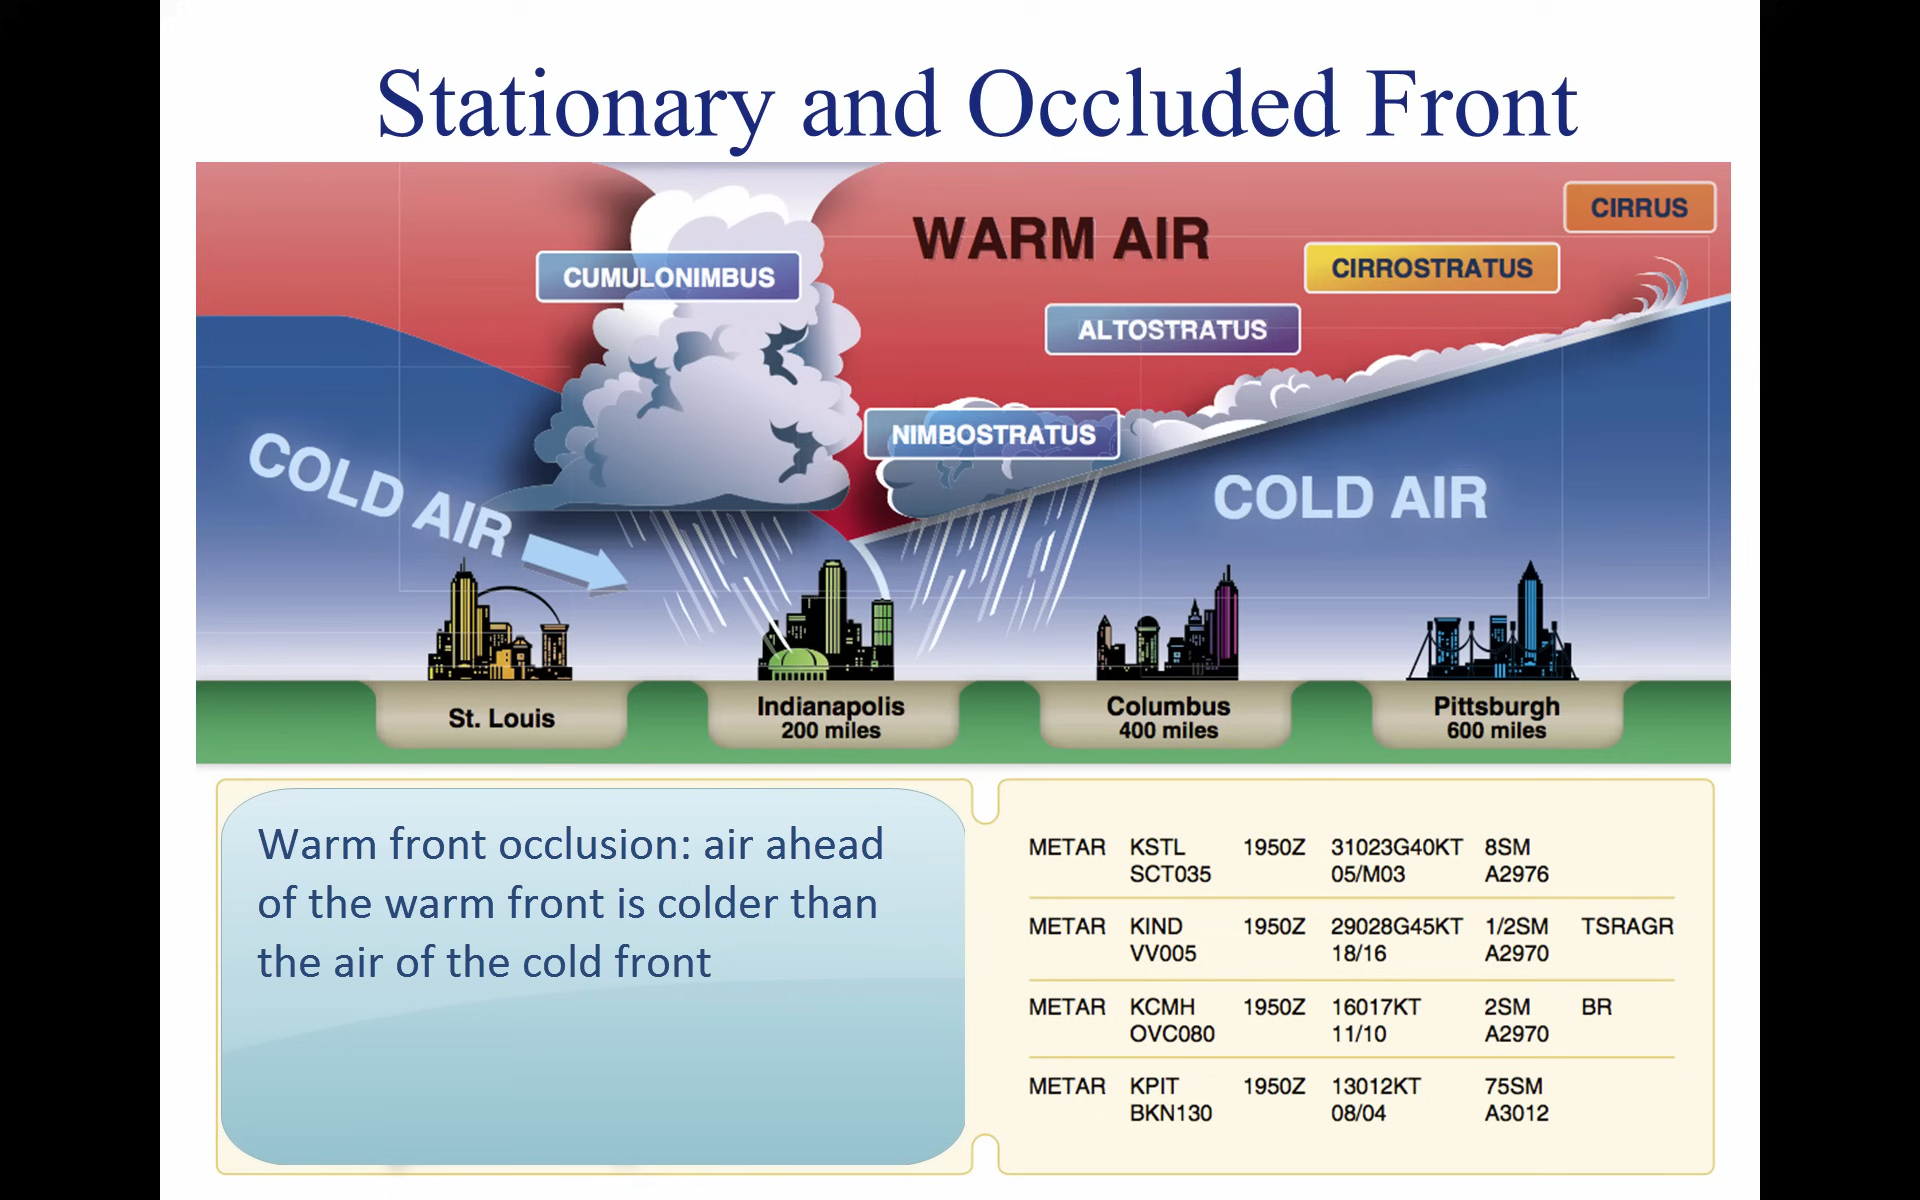 Stationary and Occluded Front
CIRRUS
WARM AIR
CIRROSTRATUS
CUMULONIMBUS
ALTOSTRATUS
NIMBOSTRATUS
COLD AIR
COLD AIR
St. Louis
Indianapolis
200 miles
Columbus
400 miles
Pittsburgh
600 miles
Warm front occlusion: air ahead
of the warm front is colder than
the air of the cold front
METAR KSTL 1950Z 31023G40KT 8SM
SCT035 05/M03 A2976
METAR KIND 1950Z 29028G45KT 1/2SM TSRAGR
VV005 18/16 A2970
METAR KCMH 1950Z 16017KT 2SM BR
OVC080 11/10 A2970
METAR KPIT 1950Z 13012KT 75SM
BKN130 08/04 A3012